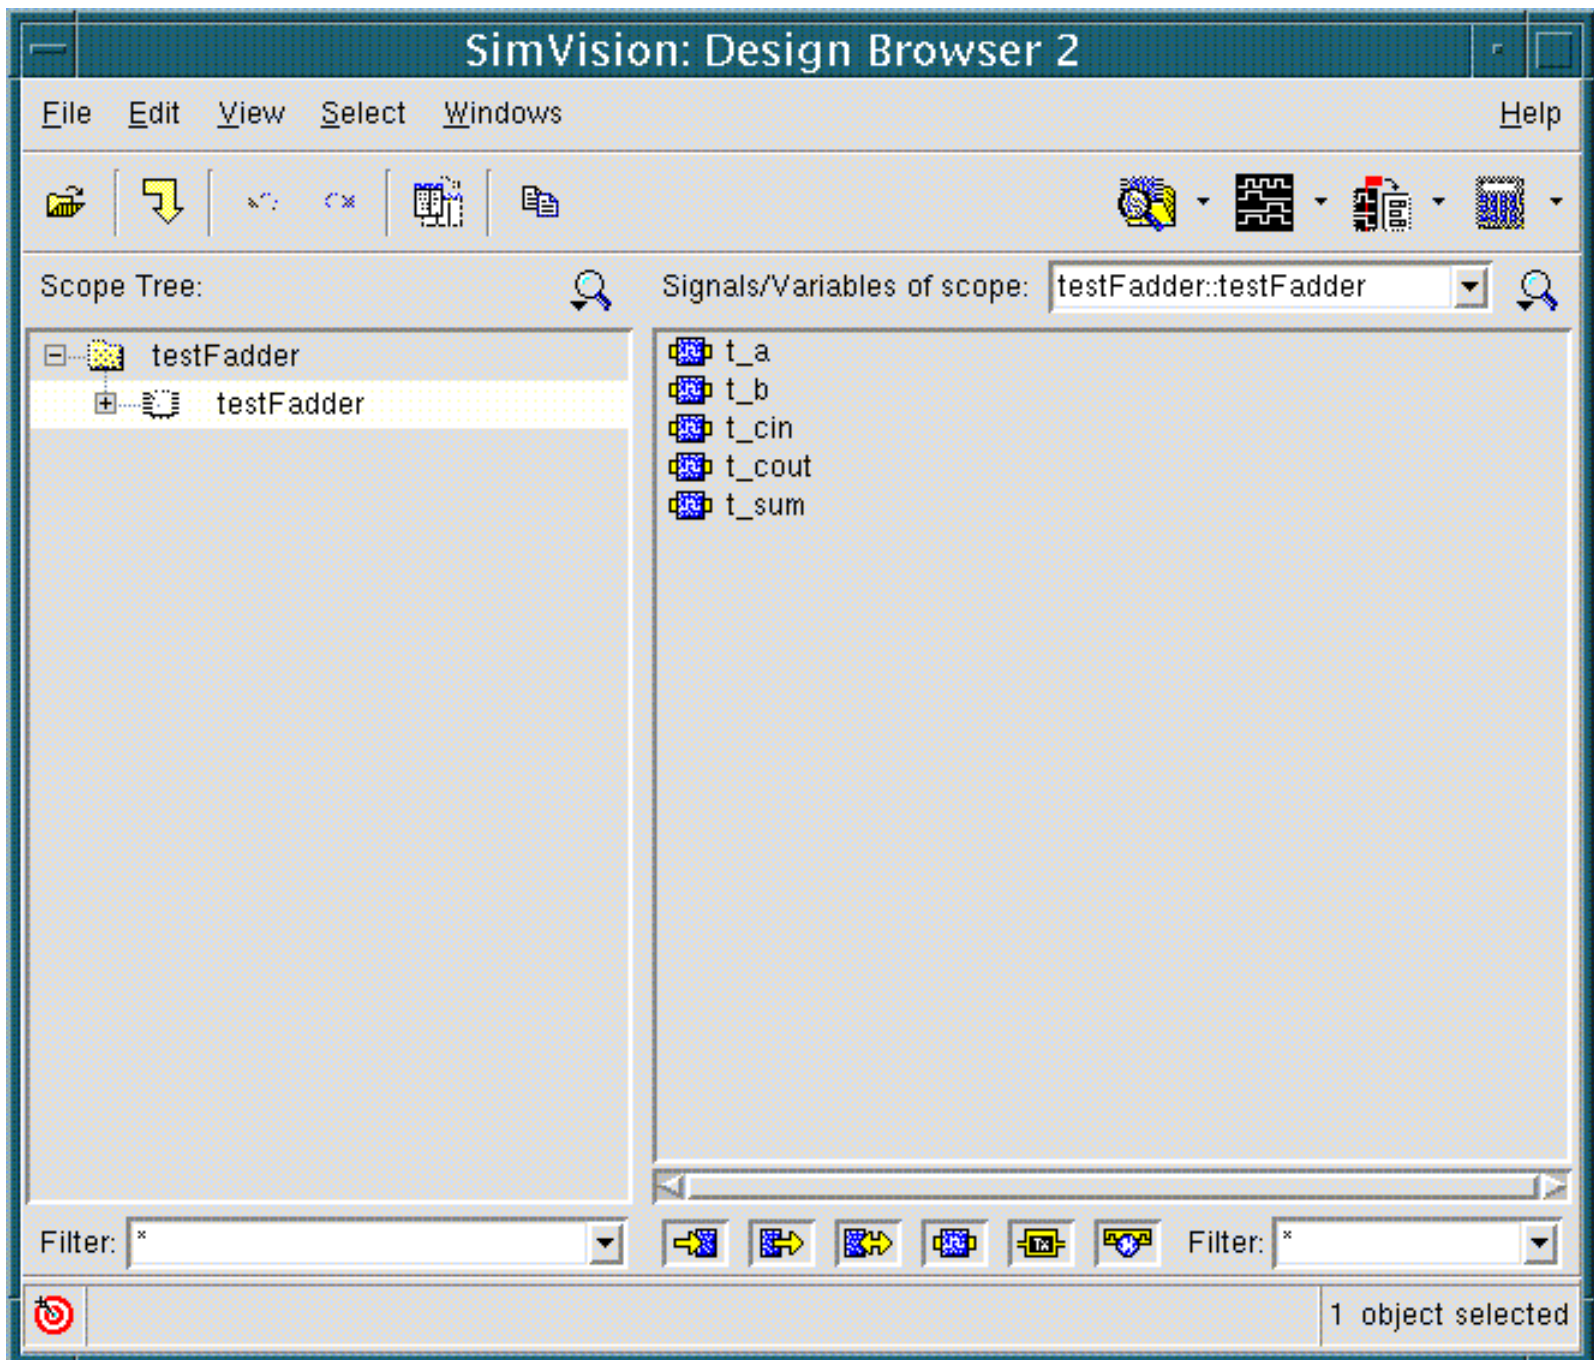 SimVision: Design Browser 2
File Edit View Select Windows Help
Scope Tree: Signals/Variables of scope: testFadder::testFadder
testFadder
testFadder
t_a
t_b
t_cin
t_cout
t_sum
Filter: * TX Filter: *
1 object selected